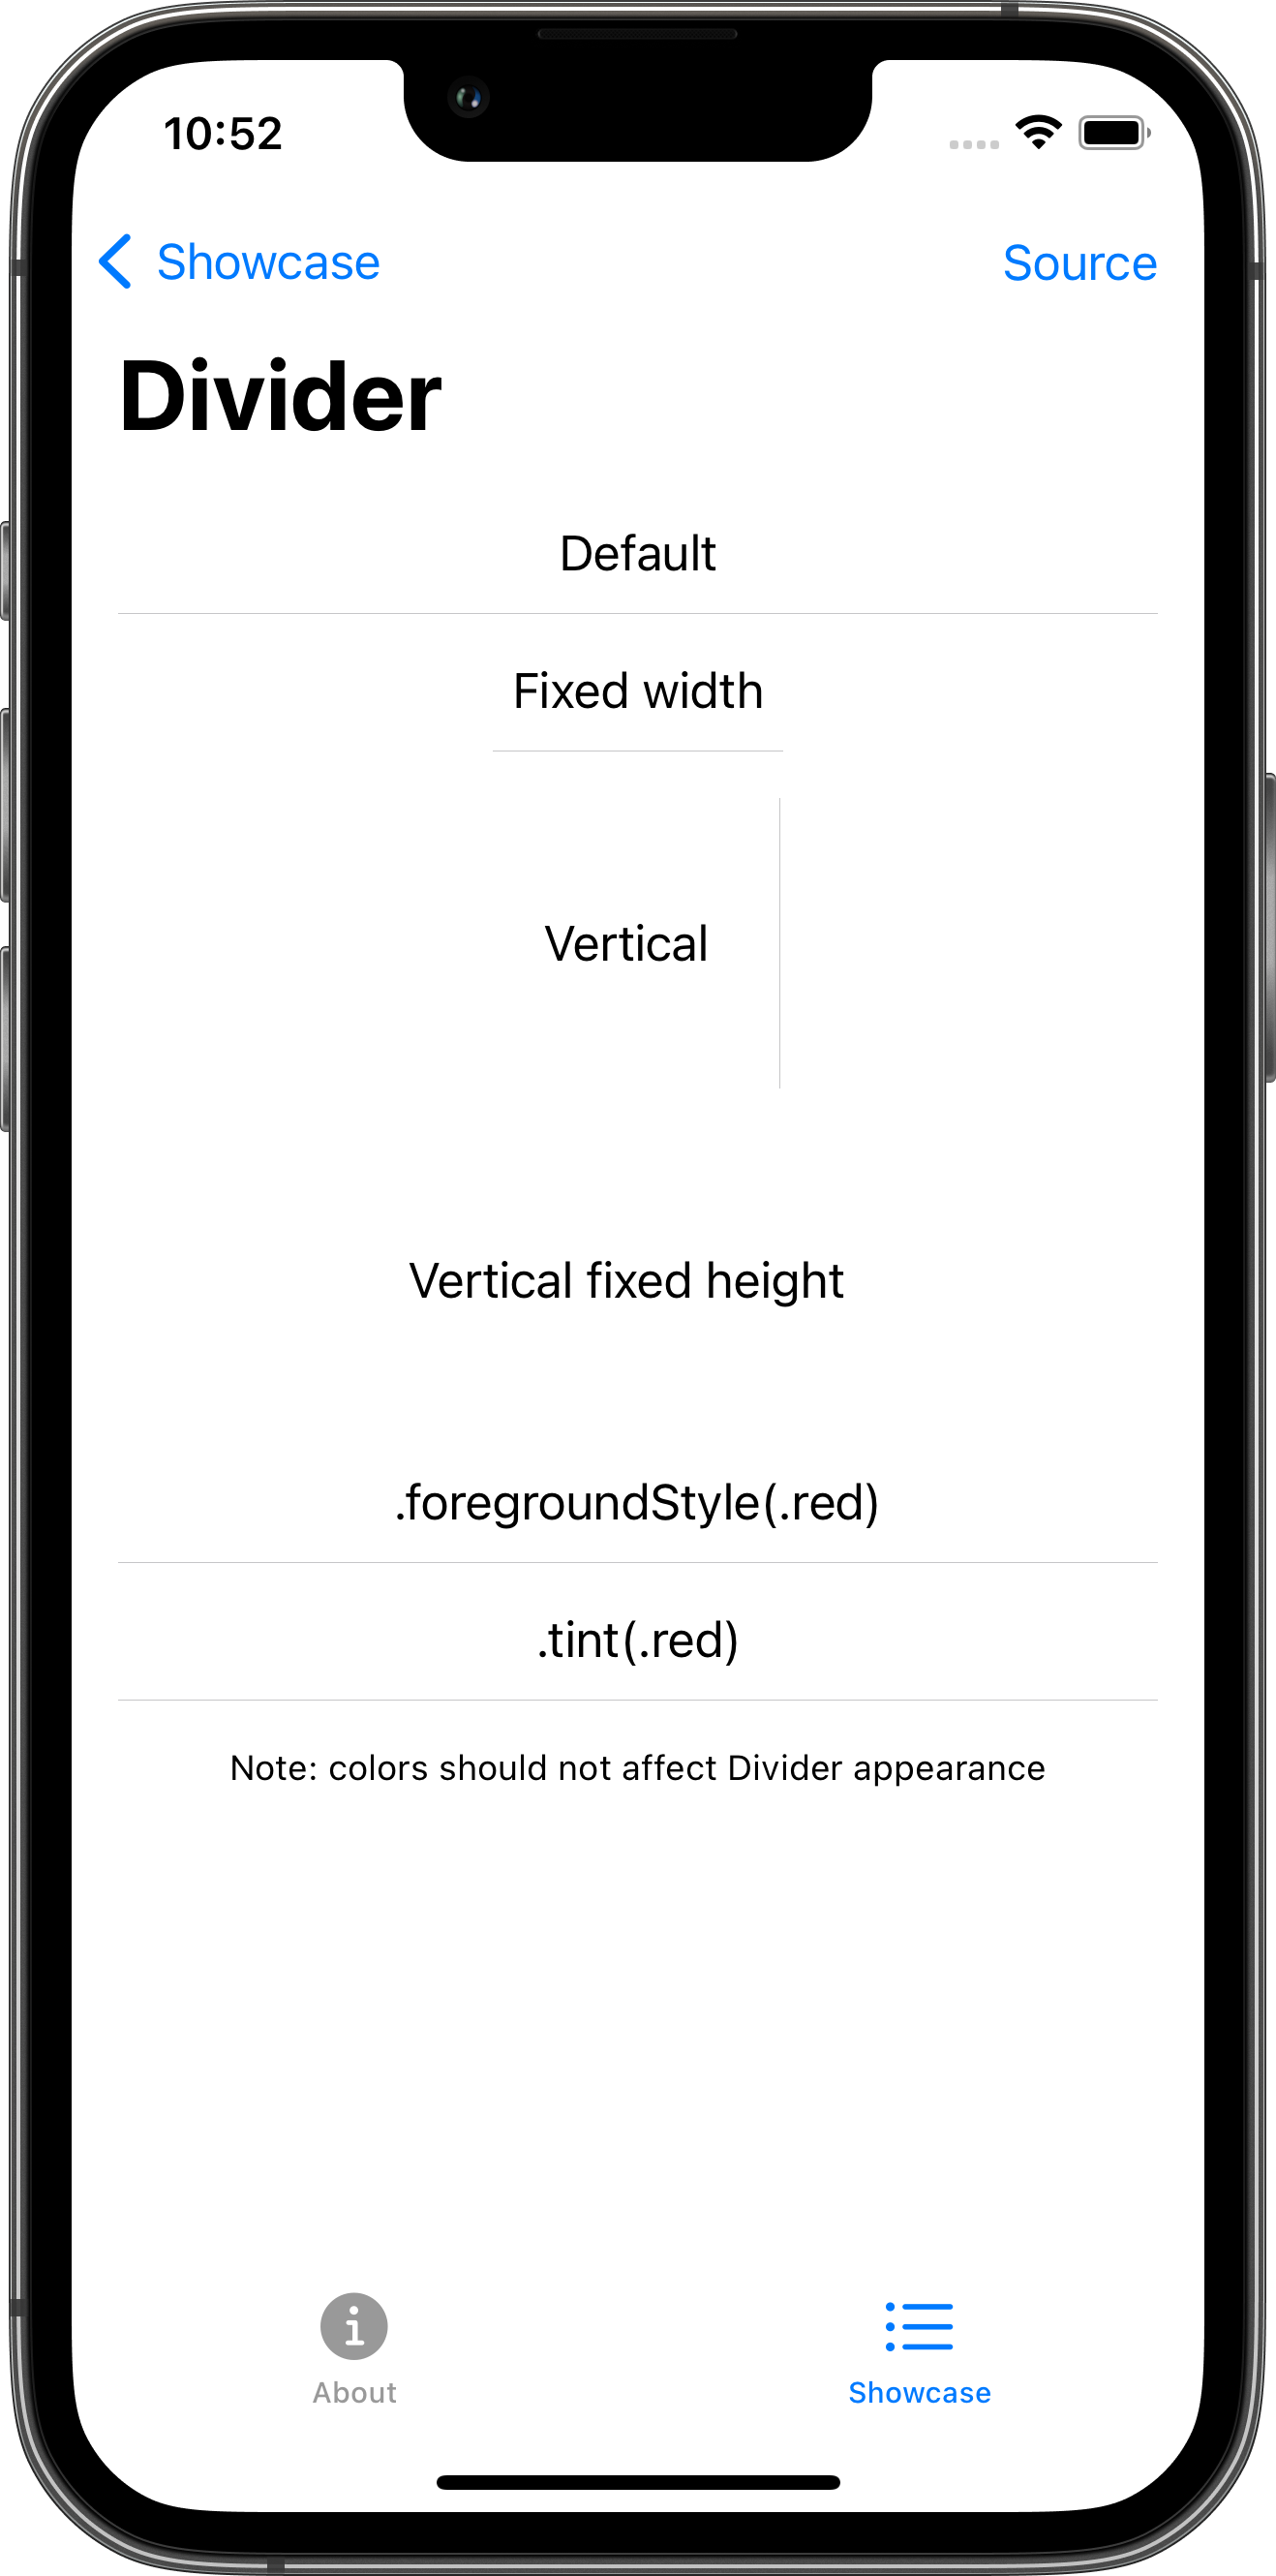 10:52
Showcase
Source
Divider
Default
Fixed width
Vertical
Vertical fixed height
.foregroundStyle(.red)
.tint(.red)
Note: colors should not affect Divider appearance
About
Showcase